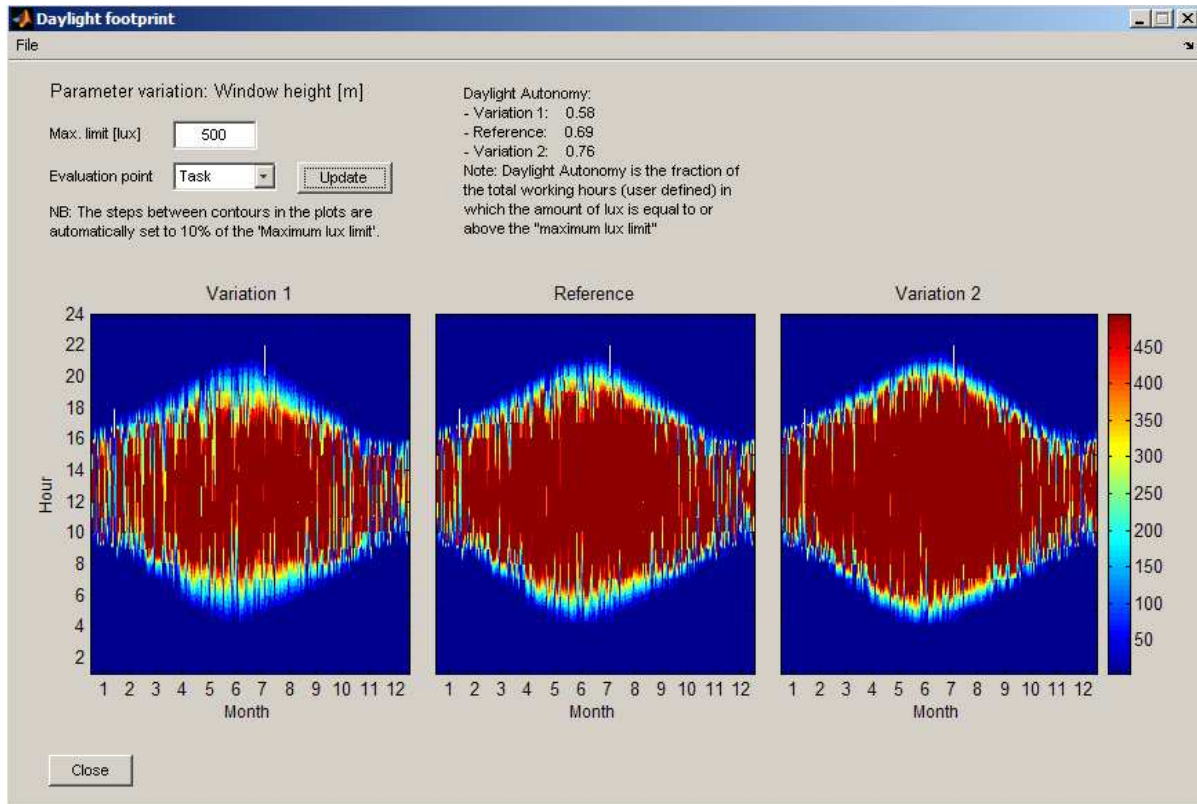 Daylight footprint
File
Parameter variation: Window height [m]
Max. limit [lux] 500
Evaluation point Task Update
NB: The steps between contours in the plots are
automatically set to 10% of the 'Maximum lux limit'.
Daylight Autonomy:
- Variation 1: 0.58
- Reference: 0.69
- Variation 2: 0.76
Note: Daylight Autonomy is the fraction of
the total working hours (user defined) in
which the amount of lux is equal to or
above the "maximum lux limit"
Variation 1
24
22
20
18
16
14
12
10
8
6
4
2
Hour
1 2 3 4 5 6 7 8 9 10 11 12
Month
Reference
1 2 3 4 5 6 7 8 9 10 11 12
Month
Variation 2
1 2 3 4 5 6 7 8 9 10 11 12
Month
450
400
350
300
250
200
150
100
50
Close